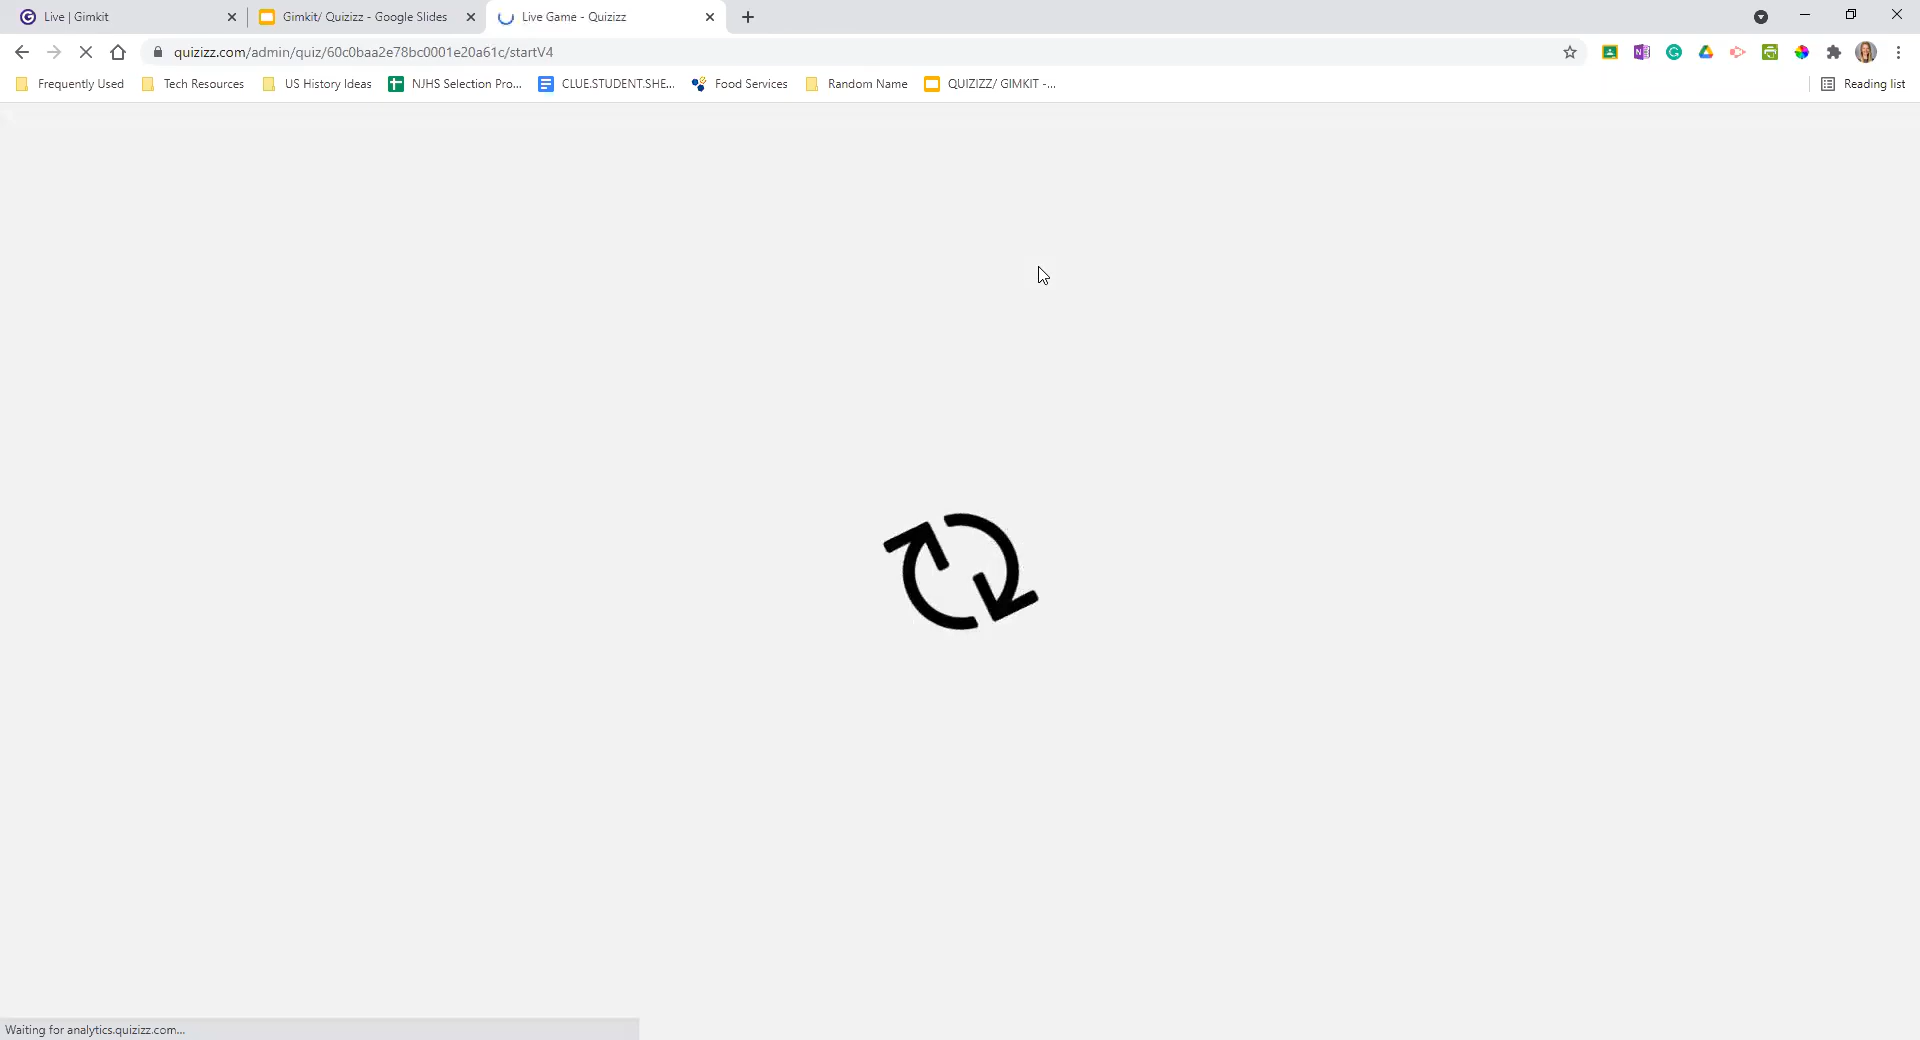 Live | Gimkit
Gimkit/ Quizizz - Google Slides
Live Game - Quizizz
quizizz.com/admin/quiz/60c0baa2e78bc0001e20a61c/startV4
Frequently Used
Tech Resources
US History Ideas
NJHS Selection Pro...
CLUE.STUDENT.SHE...
Food Services
Random Name
QUIZIZZ/ GIMKIT -...
Reading list
Waiting for analytics.quizizz.com...